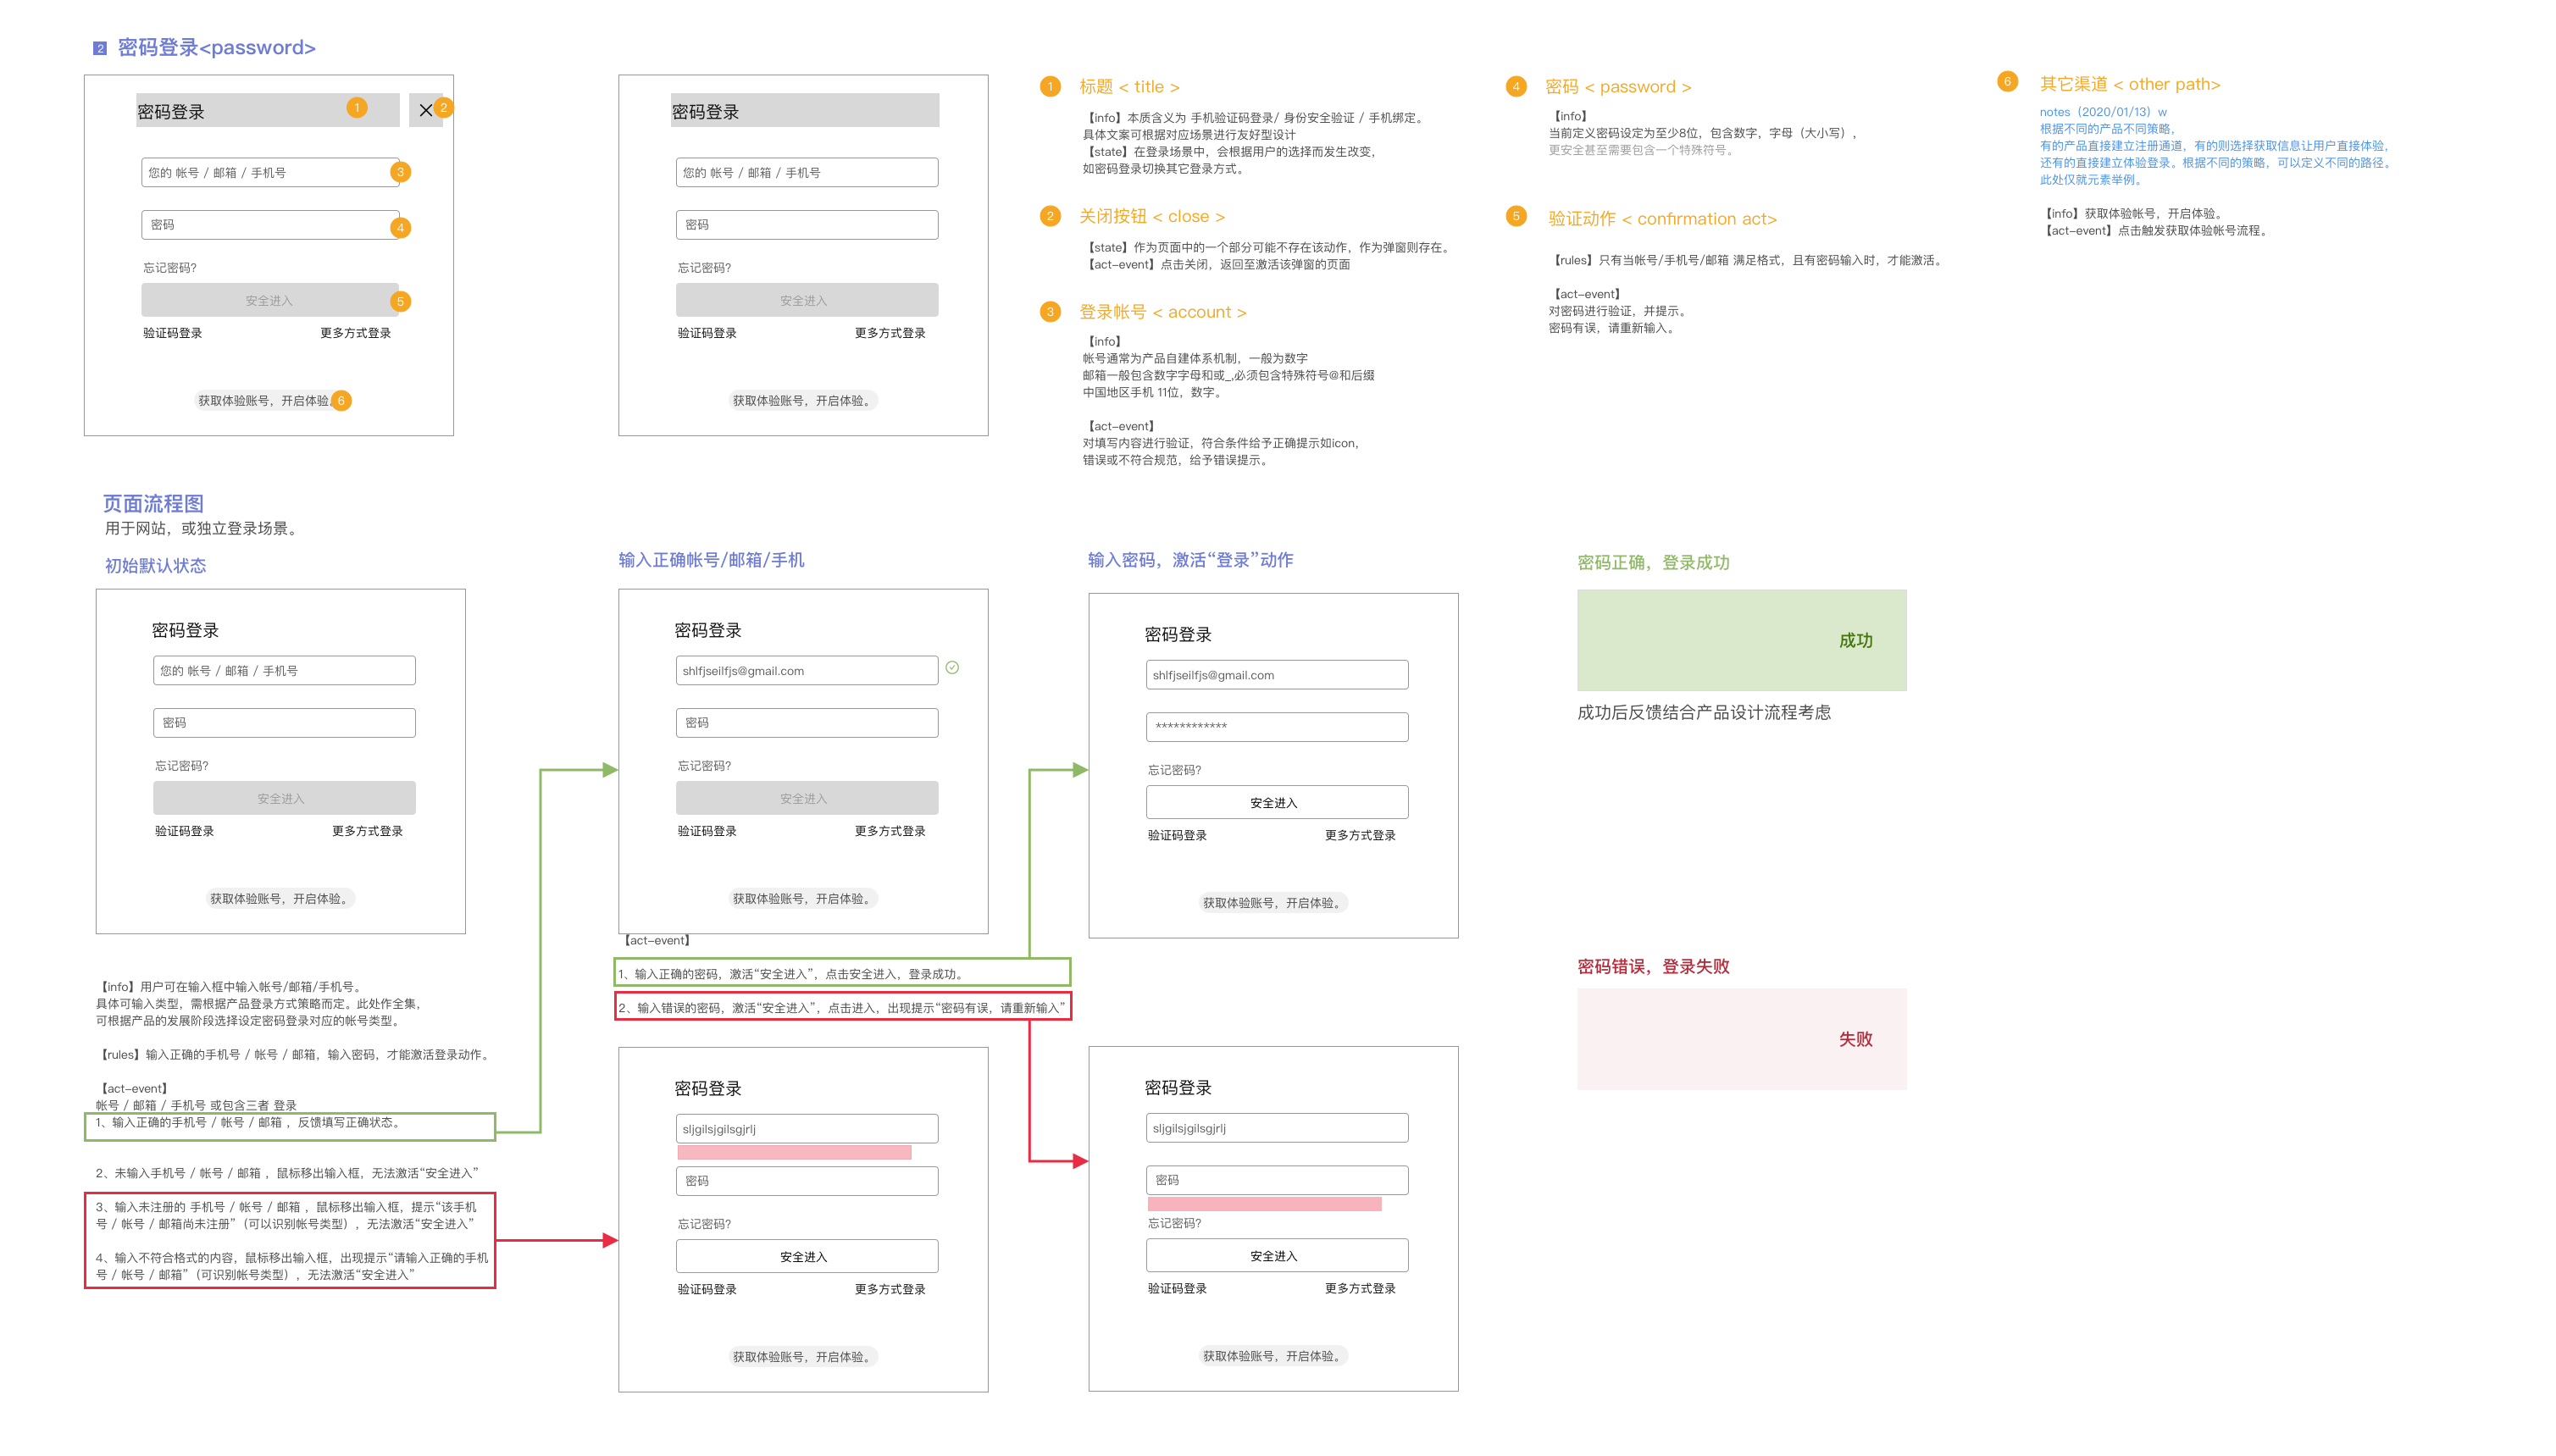 2 密码登录<password>
密码登录
1
2
您的 帐号 / 邮箱 / 手机号
3
密码
4
忘记密码?
安全进入
5
验证码登录
更多方式登录
获取体验账号，开启体验。
6
密码登录
您的 帐号 / 邮箱 / 手机号
密码
忘记密码?
安全进入
验证码登录
更多方式登录
获取体验账号，开启体验。
1 标题 < title >
【info】本质含义为 手机验证码登录/ 身份安全验证 / 手机绑定。
具体文案可根据对应场景进行友好型设计
【state】在登录场景中，会根据用户的选择而发生改变，
如密码登录切换其它登录方式。
2 关闭按钮 < close >
【state】作为页面中的一个部分可能不存在该动作，作为弹窗则存在。
【act-event】点击关闭，返回至激活该弹窗的页面
3 登录帐号 < account >
【info】
帐号通常为产品自建体系机制，一般为数字
邮箱一般包含数字字母和或_,必须包含特殊符号@和后缀
中国地区手机 11位，数字。
【act-event】
对填写内容进行验证，符合条件给予正确提示如icon，
错误或不符合规范，给予错误提示。
4 密码 < password >
【info】
当前定义密码设定为至少8位，包含数字，字母（大小写），
更安全甚至需要包含一个特殊符号。
5 验证动作 < confirmation act>
【rules】只有当帐号/手机号/邮箱 满足格式，且有密码输入时，才能激活。
【act-event】
对密码进行验证，并提示。
密码有误，请重新输入。
6 其它渠道 < other path>
notes（2020/01/13）w
根据不同的产品不同策略，
有的产品直接建立注册通道，有的则选择获取信息让用户直接体验，
还有的直接建立体验登录。根据不同的策略，可以定义不同的路径。
此处仅就元素举例。
【info】获取体验帐号，开启体验。
【act-event】点击触发获取体验帐号流程。
页面流程图
用于网站，或独立登录场景。
初始默认状态
密码登录
您的 帐号 / 邮箱 / 手机号
密码
忘记密码?
安全进入
验证码登录
更多方式登录
获取体验账号，开启体验。
【info】用户可在输入框中输入帐号/邮箱/手机号。
具体可输入类型，需根据产品登录方式策略而定。此处作全集，
可根据产品的发展阶段选择设定密码登录对应的帐号类型。
【rules】输入正确的手机号 / 帐号 / 邮箱，输入密码，才能激活登录动作。
【act-event】
帐号 / 邮箱 / 手机号 或包含三者 登录
1、输入正确的手机号 / 帐号 / 邮箱 ，反馈填写正确状态。
2、未输入手机号 / 帐号 / 邮箱 ，鼠标移出输入框，无法激活“安全进入”
3、输入未注册的 手机号 / 帐号 / 邮箱 ，鼠标移出输入框，提示“该手机
号 / 帐号 / 邮箱尚未注册”（可以识别帐号类型），无法激活“安全进入”
4、输入不符合格式的内容，鼠标移出输入框，出现提示“请输入正确的手机
号 / 帐号 / 邮箱”（可识别帐号类型），无法激活“安全进入”
输入正确帐号/邮箱/手机
密码登录
shlfjseilfjs@gmail.com
密码
忘记密码?
安全进入
验证码登录
更多方式登录
获取体验账号，开启体验。
【act-event】
1、输入正确的密码，激活“安全进入”，点击安全进入，登录成功。
2、输入错误的密码，激活“安全进入”，点击进入，出现提示“密码有误，请重新输入”
密码登录
sljgilsjgilsgjrlj
密码
忘记密码?
安全进入
验证码登录
更多方式登录
获取体验账号，开启体验。
输入密码，激活“登录”动作
密码登录
shlfjseilfjs@gmail.com
************
忘记密码?
安全进入
验证码登录
更多方式登录
获取体验账号，开启体验。
密码登录
sljgilsjgilsgjrlj
密码
忘记密码?
安全进入
验证码登录
更多方式登录
获取体验账号，开启体验。
密码正确，登录成功
成功
成功后反馈结合产品设计流程考虑
密码错误，登录失败
失败